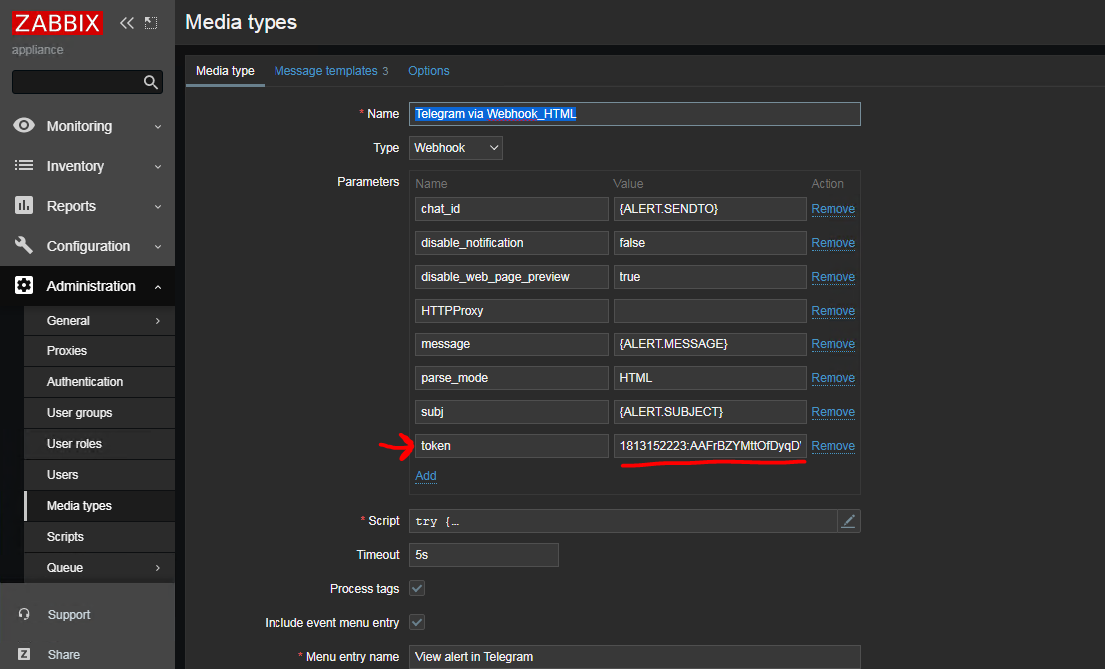 ZABBIX
appliance
Monitoring
Inventory
Reports
Configuration
Administration
General
Proxies
Authentication
User groups
User roles
Users
Media types
Scripts
Queue
Support
Share
Media types
Media type Message templates 3 Options
* Name Telegram via Webhook_HTML
Type Webhook
Parameters Name Value Action
chat_id {ALERT.SENDTO} Remove
disable_notification false Remove
disable_web_page_preview true Remove
HTTPProxy Remove
message {ALERT.MESSAGE} Remove
parse_mode HTML Remove
subj {ALERT.SUBJECT} Remove
token 1813152223:AAFrBZYMttOfDyqD Remove
Add
* Script try {…
Timeout 5s
Process tags
Include event menu entry
* Menu entry name View alert in Telegram